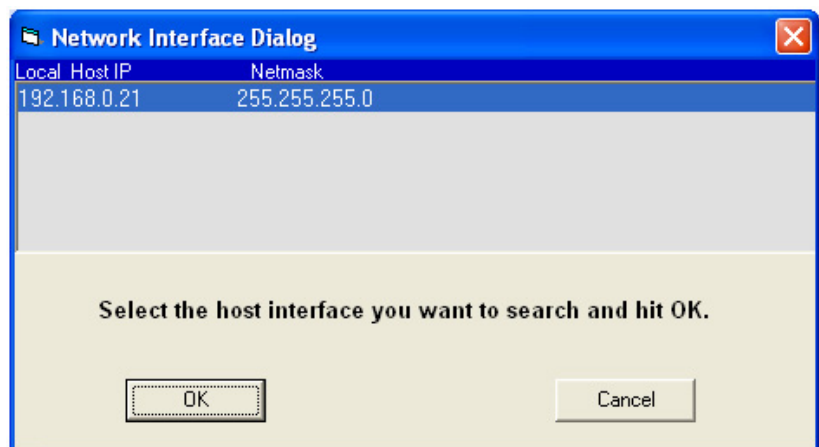 Network Interface Dialog
Local Host IP Netmask
192.168.0.21 255.255.255.0
Select the host interface you want to search and hit OK.
OK Cancel